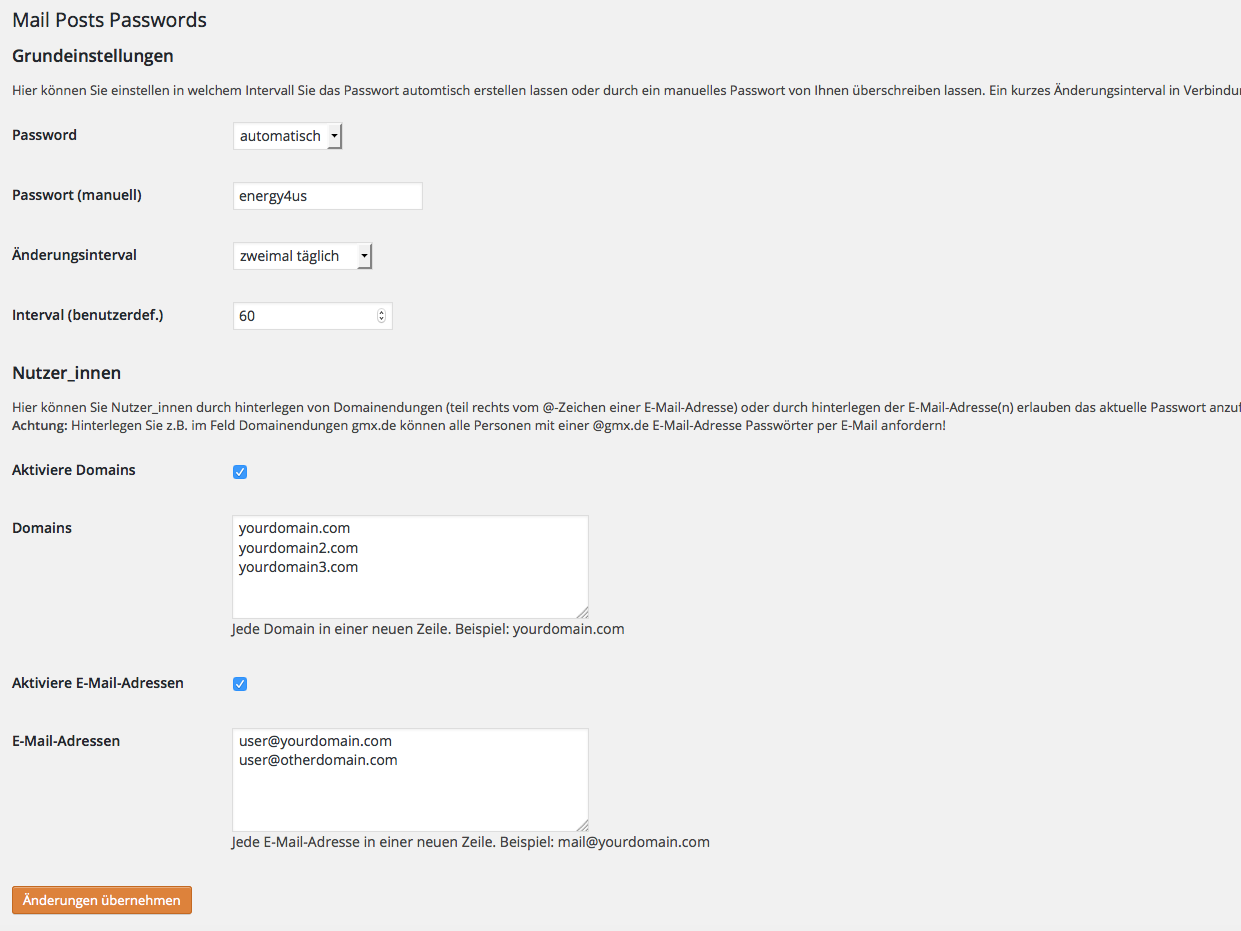 Mail Posts Passwords
Grundeinstellungen
Hier können Sie einstellen in welchem Intervall Sie das Passwort automtisch erstellen lassen oder durch ein manuelles Passwort von Ihnen überschreiben lassen. Ein kurzes Änderungsinterval in
Password
automatisch
Passwort (manuell)
energy4us
Änderungsinterval
zweimal täglich
Interval (benutzerdef.)
60
Nutzer_innen
Hier können Sie Nutzer_innen durch hinterlegen von Domainendungen (teil rechts vom @-Zeichen einer E-Mail-Adresse) oder durch hinterlegen der E-Mail-Adresse(n) erlauben das aktuelle Passwort
Achtung: Hinterlegen Sie z.B. im Feld Domainendungen gmx.de können alle Personen mit einer @gmx.de E-Mail-Adresse Passwörter per E-Mail anfordern!
Aktiviere Domains
Domains
yourdomain.com
yourdomain2.com
yourdomain3.com
Jede Domain in einer neuen Zeile. Beispiel: yourdomain.com
Aktiviere E-Mail-Adressen
E-Mail-Adressen
user@yourdomain.com
user@otherdomain.com
Jede E-Mail-Adresse in einer neuen Zeile. Beispiel: mail@yourdomain.com
Änderungen übernehmen